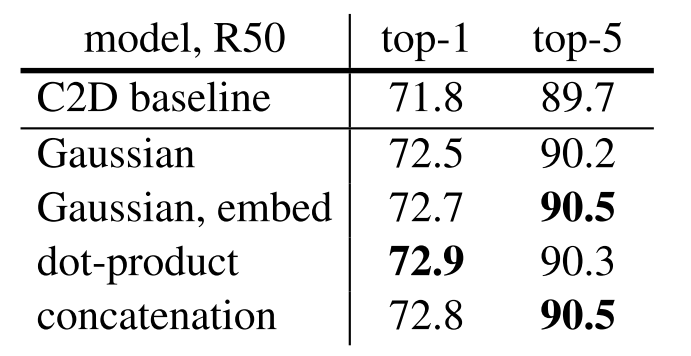 model, R50 top-1 top-5
C2D baseline 71.8 89.7
Gaussian 72.5 90.2
Gaussian, embed 72.7 90.5
dot-product 72.9 90.3
concatenation 72.8 90.5